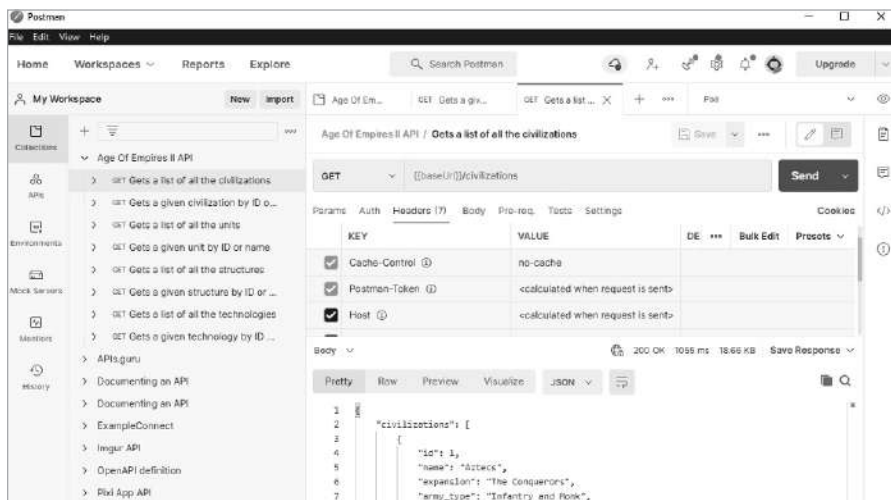 Postman
File Edit View Help
Home Workspaces Reports Explore Search Postman Upgrade
My Workspace New Import
Age Of Em... GET Gets a giv... GET Gets a list ...
Collections
APIs
Environments
Mock Servers
Monitors
History
Age Of Empires II API
GET Gets a list of all the civilizations
GET Gets a given civilization by ID o...
GET Gets a list of all the units
GET Gets a given unit by ID or name
GET Gets a list of all the structures
GET Gets a given structure by ID or ...
GET Gets a list of all the technologies
GET Gets a given technology by ID ...
APIs.guru
Documenting an API
Documenting an API
ExampleConnect
Imgur API
OpenAPI definition
Pixi App API
Age Of Empires II API / Gets a list of all the civilizations Save
GET {{baseUrl}}/civilizations Send
Params Auth Headers (7) Body Pre-req. Tests Settings Cookies
KEY VALUE DE Bulk Edit Presets
Cache-Control no-cache
Postman-Token <calculated when request is sent>
Host <calculated when request is sent>
Body 200 OK 1055 ms 18.66 KB Save Response
Pretty Raw Preview Visualize JSON
1 {
2 "civilizations": [
3 {
4 "id": 1,
5 "name": "Aztecs",
6 "expansion": "The Conquerors",
7 "army_type": "Infantry and Monk",